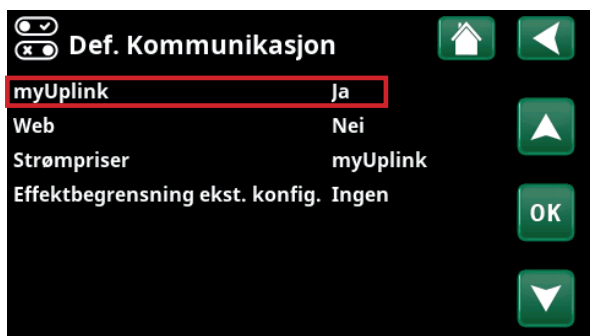 Def. Kommunikasjon
myUplink Ja
Web Nei
Strømpriser myUplink
Effektbegrensning ekst. konfig. Ingen
OK